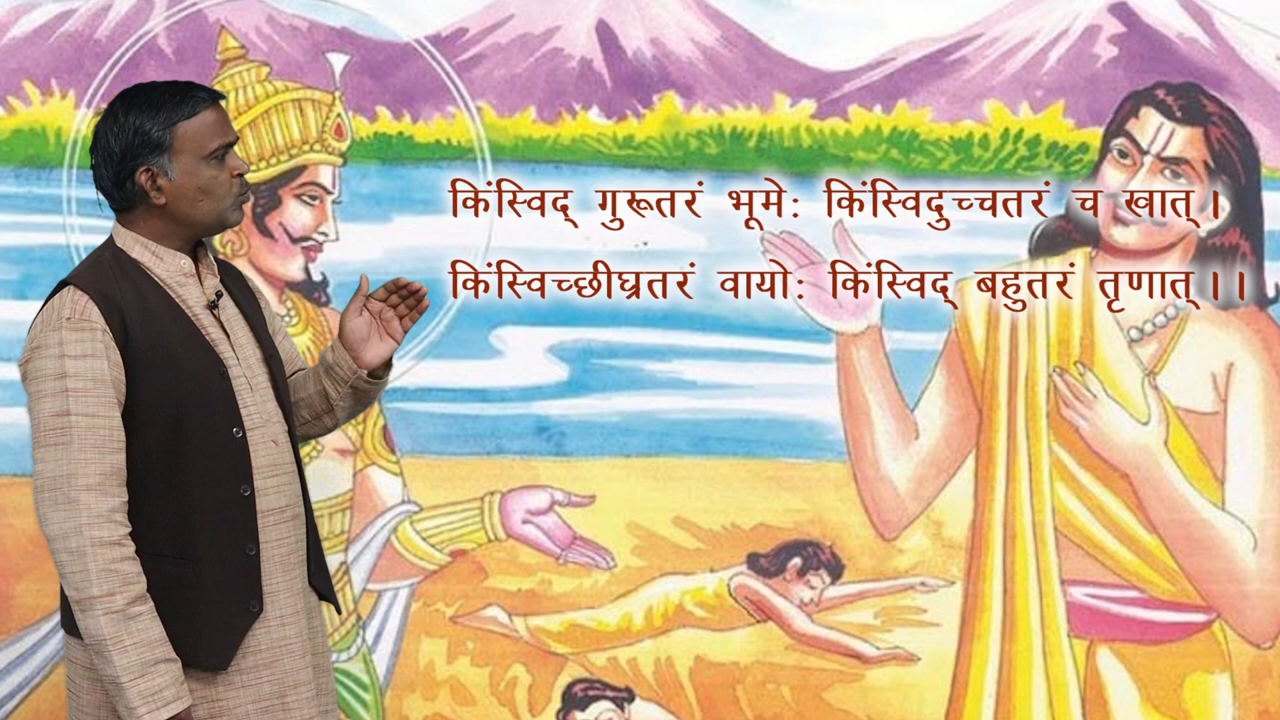 किंस्विद् गुरूतरं भूमेः किंस्विदुच्चतरं च खात् ।
किंस्विच्छीघ्रतरं वायोः किंस्विद् बहुतरं तृणात् ।।